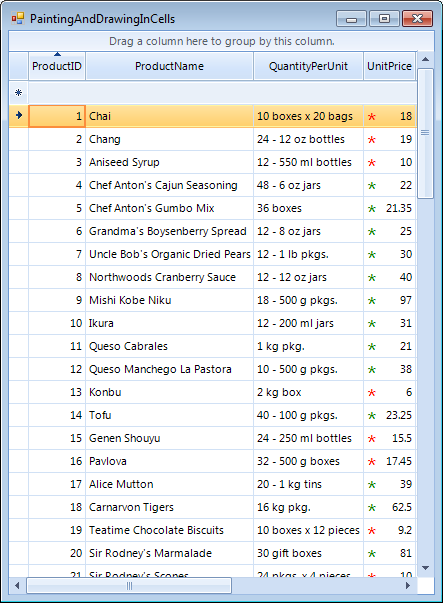 PaintingAndDrawingInCells
Drag a column here to group by this column.
ProductID ProductName QuantityPerUnit UnitPrice
*
1 Chai 10 boxes x 20 bags * 18
2 Chang 24 - 12 oz bottles * 19
3 Aniseed Syrup 12 - 550 ml bottles * 10
4 Chef Anton's Cajun Seasoning 48 - 6 oz jars * 22
5 Chef Anton's Gumbo Mix 36 boxes * 21.35
6 Grandma's Boysenberry Spread 12 - 8 oz jars * 25
7 Uncle Bob's Organic Dried Pears 12 - 1 lb pkgs. * 30
8 Northwoods Cranberry Sauce 12 - 12 oz jars * 40
9 Mishi Kobe Niku 18 - 500 g pkgs. * 97
10 Ikura 12 - 200 ml jars * 31
11 Queso Cabrales 1 kg pkg. * 21
12 Queso Manchego La Pastora 10 - 500 g pkgs. * 38
13 Konbu 2 kg box * 6
14 Tofu 40 - 100 g pkgs. * 23.25
15 Genen Shouyu 24 - 250 ml bottles * 15.5
16 Pavlova 32 - 500 g boxes * 17.45
17 Alice Mutton 20 - 1 kg tins * 39
18 Carnarvon Tigers 16 kg pkg. * 62.5
19 Teatime Chocolate Biscuits 10 boxes x 12 pieces * 9.2
20 Sir Rodney's Marmalade 30 gift boxes * 81
21 Sir Rodney's Scones 24 pkgs. x 4 pieces * 10